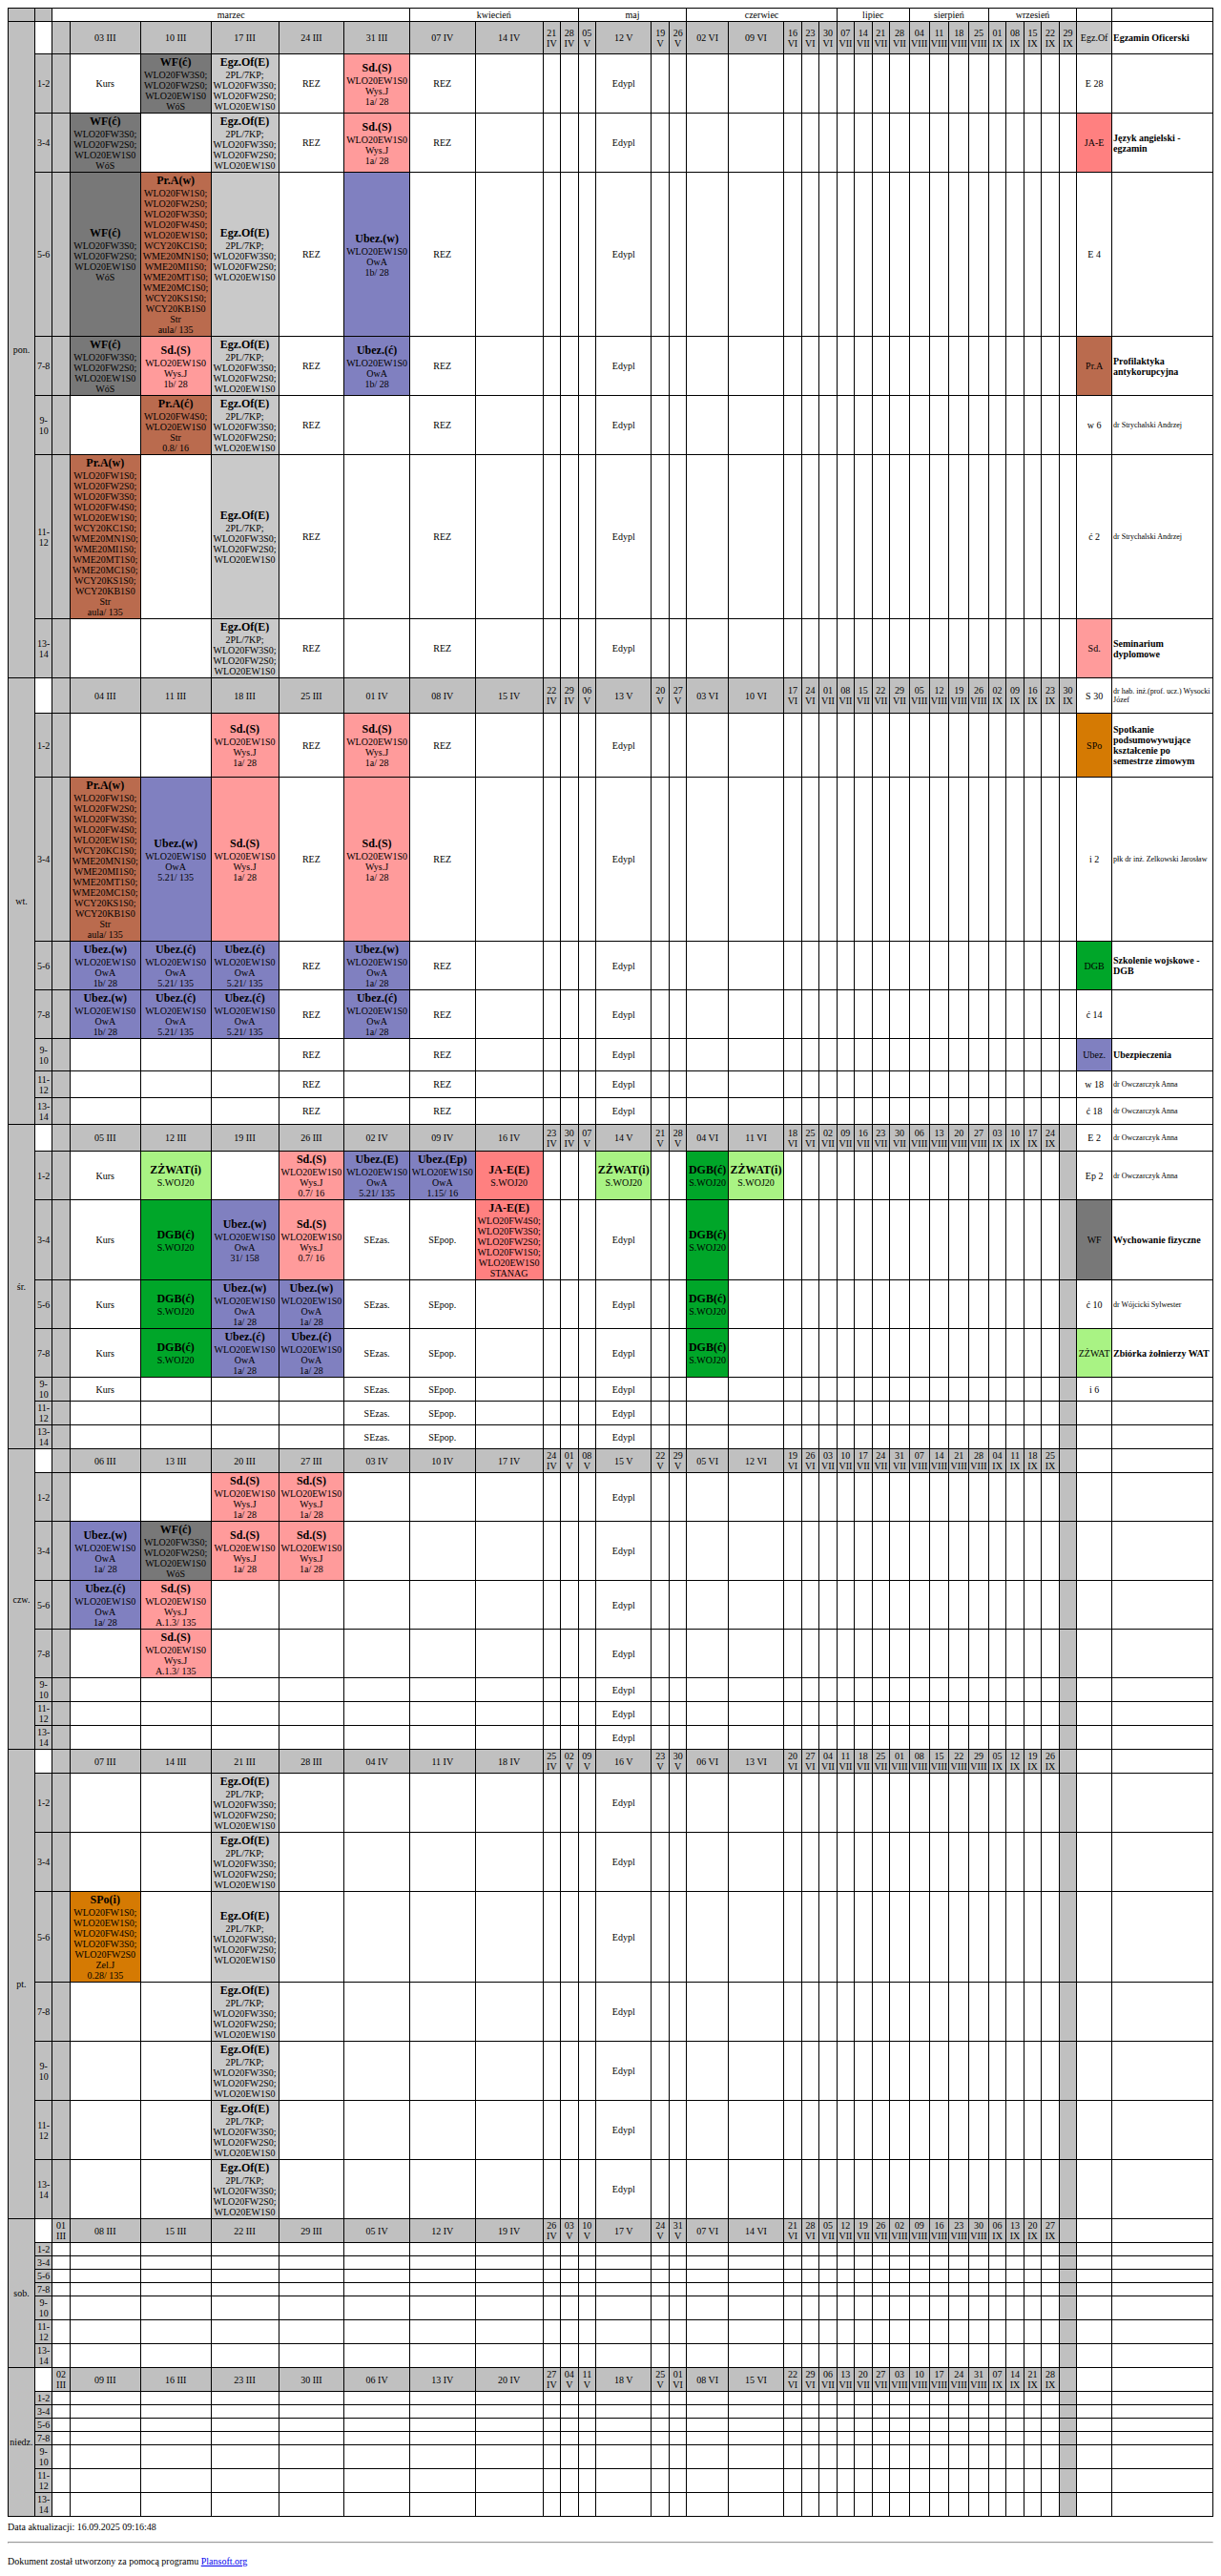 marzec kwiecień maj czerwiec lipiec sierpień wrzesień
pon.
03 III 10 III 17 III 24 III 31 III 07 IV 14 IV 21 IV 28 IV 05 V 12 V 19 V 26 V 02 VI 09 VI 16 VI 23 VI 30 VI 07 VII 14 VII 21 VII 28 VII 04 VIII 11 VIII 18 VIII 25 VIII 01 IX 08 IX 15 IX 22 IX 29 IX Egz.Of Egzamin Oficerski
1-2
Kurs
WF(ć)
WLO20FW3S0;
WLO20FW2S0;
WLO20EW1S0
WóS
Egz.Of(E)
2PL/7KP;
WLO20FW3S0;
WLO20FW2S0;
WLO20EW1S0
REZ
Sd.(S)
WLO20EW1S0
Wys.J
1a/ 28
REZ
Edypl
E 28
3-4
WF(ć)
WLO20FW3S0;
WLO20FW2S0;
WLO20EW1S0
WóS
Egz.Of(E)
2PL/7KP;
WLO20FW3S0;
WLO20FW2S0;
WLO20EW1S0
REZ
Sd.(S)
WLO20EW1S0
Wys.J
1a/ 28
REZ
Edypl
JA-E
Język angielski -
egzamin
5-6
WF(ć)
WLO20FW3S0;
WLO20FW2S0;
WLO20EW1S0
WóS
Pr.A(w)
WLO20FW1S0;
WLO20FW2S0;
WLO20FW3S0;
WLO20FW4S0;
WLO20EW1S0;
WCY20KC1S0;
WME20MN1S0;
WME20MI1S0;
WME20MT1S0;
WME20MC1S0;
WCY20KS1S0;
WCY20KB1S0
Str
aula/ 135
Egz.Of(E)
2PL/7KP;
WLO20FW3S0;
WLO20FW2S0;
WLO20EW1S0
REZ
Ubez.(w)
WLO20EW1S0
OwA
1b/ 28
REZ
Edypl
E 4
7-8
WF(ć)
WLO20FW3S0;
WLO20FW2S0;
WLO20EW1S0
WóS
Sd.(S)
WLO20EW1S0
Wys.J
1b/ 28
Egz.Of(E)
2PL/7KP;
WLO20FW3S0;
WLO20FW2S0;
WLO20EW1S0
REZ
Ubez.(ć)
WLO20EW1S0
OwA
1b/ 28
REZ
Edypl
Pr.A
Profilaktyka
antykorupcyjna
9-
10
Pr.A(ć)
WLO20FW4S0;
WLO20EW1S0
Str
0.8/ 16
Egz.Of(E)
2PL/7KP;
WLO20FW3S0;
WLO20FW2S0;
WLO20EW1S0
REZ
REZ
Edypl
w 6
dr Strychalski Andrzej
11-
12
Pr.A(w)
WLO20FW1S0;
WLO20FW2S0;
WLO20FW3S0;
WLO20FW4S0;
WLO20EW1S0;
WCY20KC1S0;
WME20MN1S0;
WME20MI1S0;
WME20MT1S0;
WME20MC1S0;
WCY20KS1S0;
WCY20KB1S0
Str
aula/ 135
Egz.Of(E)
2PL/7KP;
WLO20FW3S0;
WLO20FW2S0;
WLO20EW1S0
REZ
REZ
Edypl
ć 2
dr Strychalski Andrzej
13-
14
Egz.Of(E)
2PL/7KP;
WLO20FW3S0;
WLO20FW2S0;
WLO20EW1S0
REZ
REZ
Edypl
Sd.
Seminarium
dyplomowe
wt.
04 III 11 III 18 III 25 III 01 IV 08 IV 15 IV 22 IV 29 IV 06 V 13 V 20 V 27 V 03 VI 10 VI 17 VI 24 VI 01 VII 08 VII 15 VII 22 VII 29 VII 05 VIII 12 VIII 19 VIII 26 VIII 02 IX 09 IX 16 IX 23 IX 30 IX S 30
dr hab. inż.(prof. ucz.) Wysocki
Józef
1-2
Sd.(S)
WLO20EW1S0
Wys.J
1a/ 28
REZ
Sd.(S)
WLO20EW1S0
Wys.J
1a/ 28
REZ
Edypl
SPo
Spotkanie
podsumowywujące
kształcenie po
semestrze zimowym
3-4
Pr.A(w)
WLO20FW1S0;
WLO20FW2S0;
WLO20FW3S0;
WLO20FW4S0;
WLO20EW1S0;
WCY20KC1S0;
WME20MN1S0;
WME20MI1S0;
WME20MT1S0;
WME20MC1S0;
WCY20KS1S0;
WCY20KB1S0
Str
aula/ 135
Ubez.(w)
WLO20EW1S0
OwA
5.21/ 135
Sd.(S)
WLO20EW1S0
Wys.J
1a/ 28
REZ
Sd.(S)
WLO20EW1S0
Wys.J
1a/ 28
REZ
Edypl
i 2
płk dr inż. Zelkowski Jarosław
5-6
Ubez.(w)
WLO20EW1S0
OwA
1b/ 28
Ubez.(ć)
WLO20EW1S0
OwA
5.21/ 135
Ubez.(ć)
WLO20EW1S0
OwA
5.21/ 135
REZ
Ubez.(w)
WLO20EW1S0
OwA
1a/ 28
REZ
Edypl
DGB
Szkolenie wojskowe -
DGB
7-8
Ubez.(w)
WLO20EW1S0
OwA
1b/ 28
Ubez.(ć)
WLO20EW1S0
OwA
5.21/ 135
Ubez.(ć)
WLO20EW1S0
OwA
5.21/ 135
REZ
Ubez.(ć)
WLO20EW1S0
OwA
1a/ 28
REZ
Edypl
ć 14
9-
10
REZ
REZ
Edypl
Ubez.
Ubezpieczenia
11-
12
REZ
REZ
Edypl
w 18
dr Owczarczyk Anna
13-
14
REZ
REZ
Edypl
ć 18
dr Owczarczyk Anna
śr.
05 III 12 III 19 III 26 III 02 IV 09 IV 16 IV 23 IV 30 IV 07 V 14 V 21 V 28 V 04 VI 11 VI 18 VI 25 VI 02 VII 09 VII 16 VII 23 VII 30 VII 06 VIII 13 VIII 20 VIII 27 VIII 03 IX 10 IX 17 IX 24 IX E 2 dr Owczarczyk Anna
1-2
Kurs
ZŻWAT(i)
S.WOJ20
Sd.(S)
WLO20EW1S0
Wys.J
0.7/ 16
Ubez.(E)
WLO20EW1S0
OwA
5.21/ 135
Ubez.(Ep)
WLO20EW1S0
OwA
1.15/ 16
JA-E(E)
S.WOJ20
ZŻWAT(i)
S.WOJ20
DGB(ć)
S.WOJ20
ZŻWAT(i)
S.WOJ20
Ep 2
dr Owczarczyk Anna
3-4
Kurs
DGB(ć)
S.WOJ20
Ubez.(w)
WLO20EW1S0
OwA
31/ 158
Sd.(S)
WLO20EW1S0
Wys.J
0.7/ 16
SEzas.
SEpop.
JA-E(E)
WLO20FW4S0;
WLO20FW3S0;
WLO20FW2S0;
WLO20FW1S0;
WLO20EW1S0
STANAG
Edypl
DGB(ć)
S.WOJ20
WF
Wychowanie fizyczne
5-6
Kurs
DGB(ć)
S.WOJ20
Ubez.(w)
WLO20EW1S0
OwA
1a/ 28
Ubez.(w)
WLO20EW1S0
OwA
1a/ 28
SEzas.
SEpop.
Edypl
DGB(ć)
S.WOJ20
ć 10
dr Wójcicki Sylwester
7-8
Kurs
DGB(ć)
S.WOJ20
Ubez.(ć)
WLO20EW1S0
OwA
1a/ 28
Ubez.(ć)
WLO20EW1S0
OwA
1a/ 28
SEzas.
SEpop.
Edypl
DGB(ć)
S.WOJ20
ZŻWAT
Zbiórka żołnierzy WAT
9-
10
Kurs
SEzas.
SEpop.
Edypl
i 6
11-
12
SEzas.
SEpop.
Edypl
13-
14
SEzas.
SEpop.
Edypl
czw.
06 III 13 III 20 III 27 III 03 IV 10 IV 17 IV 24 IV 01 V 08 V 15 V 22 V 29 V 05 VI 12 VI 19 VI 26 VI 03 VII 10 VII 17 VII 24 VII 31 VII 07 VIII 14 VIII 21 VIII 28 VIII 04 IX 11 IX 18 IX 25 IX
1-2
Sd.(S)
WLO20EW1S0
Wys.J
1a/ 28
Sd.(S)
WLO20EW1S0
Wys.J
1a/ 28
Edypl
3-4
Ubez.(w)
WLO20EW1S0
OwA
1a/ 28
WF(ć)
WLO20FW3S0;
WLO20FW2S0;
WLO20EW1S0
WóS
Sd.(S)
WLO20EW1S0
Wys.J
1a/ 28
Sd.(S)
WLO20EW1S0
Wys.J
1a/ 28
Edypl
5-6
Ubez.(ć)
WLO20EW1S0
OwA
1a/ 28
Sd.(S)
WLO20EW1S0
Wys.J
A.1.3/ 135
Edypl
7-8
Sd.(S)
WLO20EW1S0
Wys.J
A.1.3/ 135
Edypl
9-
10
Edypl
11-
12
Edypl
13-
14
Edypl
pt.
07 III 14 III 21 III 28 III 04 IV 11 IV 18 IV 25 IV 02 V 09 V 16 V 23 V 30 V 06 VI 13 VI 20 VI 27 VI 04 VII 11 VII 18 VII 25 VII 01 VIII 08 VIII 15 VIII 22 VIII 29 VIII 05 IX 12 IX 19 IX 26 IX
1-2
Egz.Of(E)
2PL/7KP;
WLO20FW3S0;
WLO20FW2S0;
WLO20EW1S0
Edypl
3-4
Egz.Of(E)
2PL/7KP;
WLO20FW3S0;
WLO20FW2S0;
WLO20EW1S0
Edypl
5-6
SPo(i)
WLO20FW1S0;
WLO20EW1S0;
WLO20FW4S0;
WLO20FW3S0;
WLO20FW2S0
Zel.J
0.28/ 135
Egz.Of(E)
2PL/7KP;
WLO20FW3S0;
WLO20FW2S0;
WLO20EW1S0
Edypl
7-8
Egz.Of(E)
2PL/7KP;
WLO20FW3S0;
WLO20FW2S0;
WLO20EW1S0
Edypl
9-
10
Egz.Of(E)
2PL/7KP;
WLO20FW3S0;
WLO20FW2S0;
WLO20EW1S0
Edypl
11-
12
Egz.Of(E)
2PL/7KP;
WLO20FW3S0;
WLO20FW2S0;
WLO20EW1S0
Edypl
13-
14
Egz.Of(E)
2PL/7KP;
WLO20FW3S0;
WLO20FW2S0;
WLO20EW1S0
Edypl
sob.
01 III 08 III 15 III 22 III 29 III 05 IV 12 IV 19 IV 26 IV 03 V 10 V 17 V 24 V 31 V 07 VI 14 VI 21 VI 28 VI 05 VII 12 VII 19 VII 26 VII 02 VIII 09 VIII 16 VIII 23 VIII 30 VIII 06 IX 13 IX 20 IX 27 IX
1-2
3-4
5-6
7-8
9-
10
11-
12
13-
14
niedz
02 III 09 III 16 III 23 III 30 III 06 IV 13 IV 20 IV 27 IV 04 V 11 V 18 V 25 V 01 VI 08 VI 15 VI 22 VI 29 VI 06 VII 13 VII 20 VII 27 VII 03 VIII 10 VIII 17 VIII 24 VIII 31 VIII 07 IX 14 IX 21 IX 28 IX
1-2
3-4
5-6
7-8
9-
10
11-
12
13-
14
Data aktualizacji: 16.09.2025 09:16:48
Dokument został utworzony za pomocą programu Plansoft.org